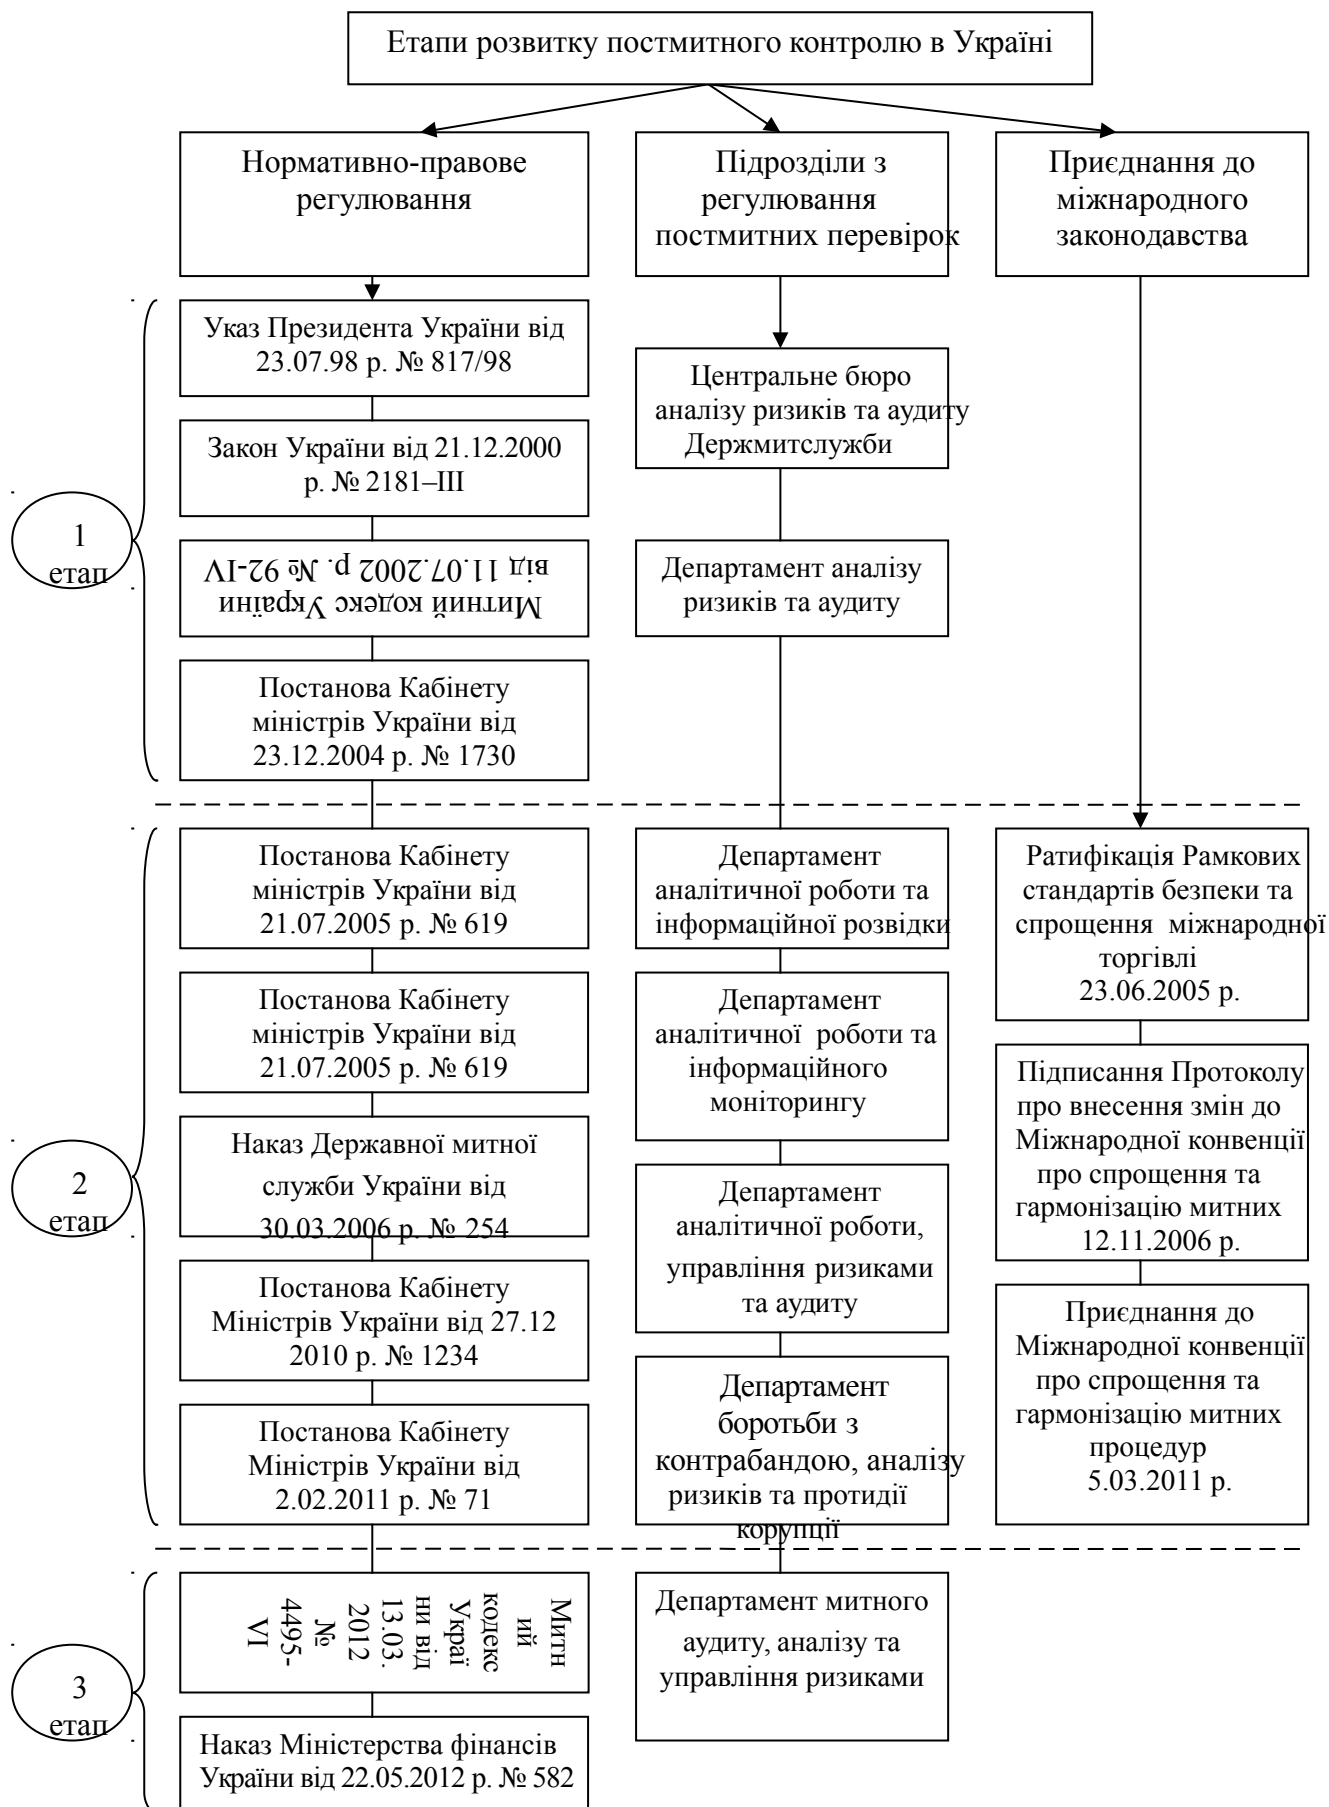 Етапи розвитку постмитного контролю в Україні
Нормативно-правове
регулювання
Підрозділи з
регулювання
постмитних перевірок
Приєднання до
міжнародного
законодавства
1
етап
Указ Президента України від
23.07.98 р. № 817/98
Закон України від 21.12.2000
р. № 2181–III
Митний кодекс України
від 11.07.2002 р. № 92-IV
Постанова Кабінету
міністрів України від
23.12.2004 р. № 1730
Центральне бюро
аналізу ризиків та аудиту
Держмитслужби
Департамент аналізу
ризиків та аудиту
2
етап
Постанова Кабінету
міністрів України від
21.07.2005 р. № 619
Постанова Кабінету
міністрів України від
21.07.2005 р. № 619
Наказ Державної митної
служби України від
30.03.2006 р. № 254
Постанова Кабінету
Міністрів України від 27.12
2010 р. № 1234
Постанова Кабінету
Міністрів України від
2.02.2011 р. № 71
Департамент
аналітичної роботи та
інформаційної розвідки
Департамент
аналітичної роботи та
інформаційного
моніторингу
Департамент
аналітичної роботи,
управління ризиками
та аудиту
Департамент
боротьби з
контрабандою, аналізу
ризиків та протидії
корупції
Ратифікація Рамкових
стандартів безпеки та
спрощення міжнародної
торгівлі
23.06.2005 р.
Підписання Протоколу
про внесення змін до
Міжнародної конвенції
про спрощення та
гармонізацію митних
12.11.2006 р.
Приєднання до
Міжнародної конвенції
про спрощення та
гармонізацію митних
процедур
5.03.2011 р.
3
етап
Митн
ий
кодекс
Украї
ни від
13.03.
2012
№
4495-
VI
Наказ Міністерства фінансів
України від 22.05.2012 р. № 582
Департамент митного
аудиту, аналізу та
управління ризиками